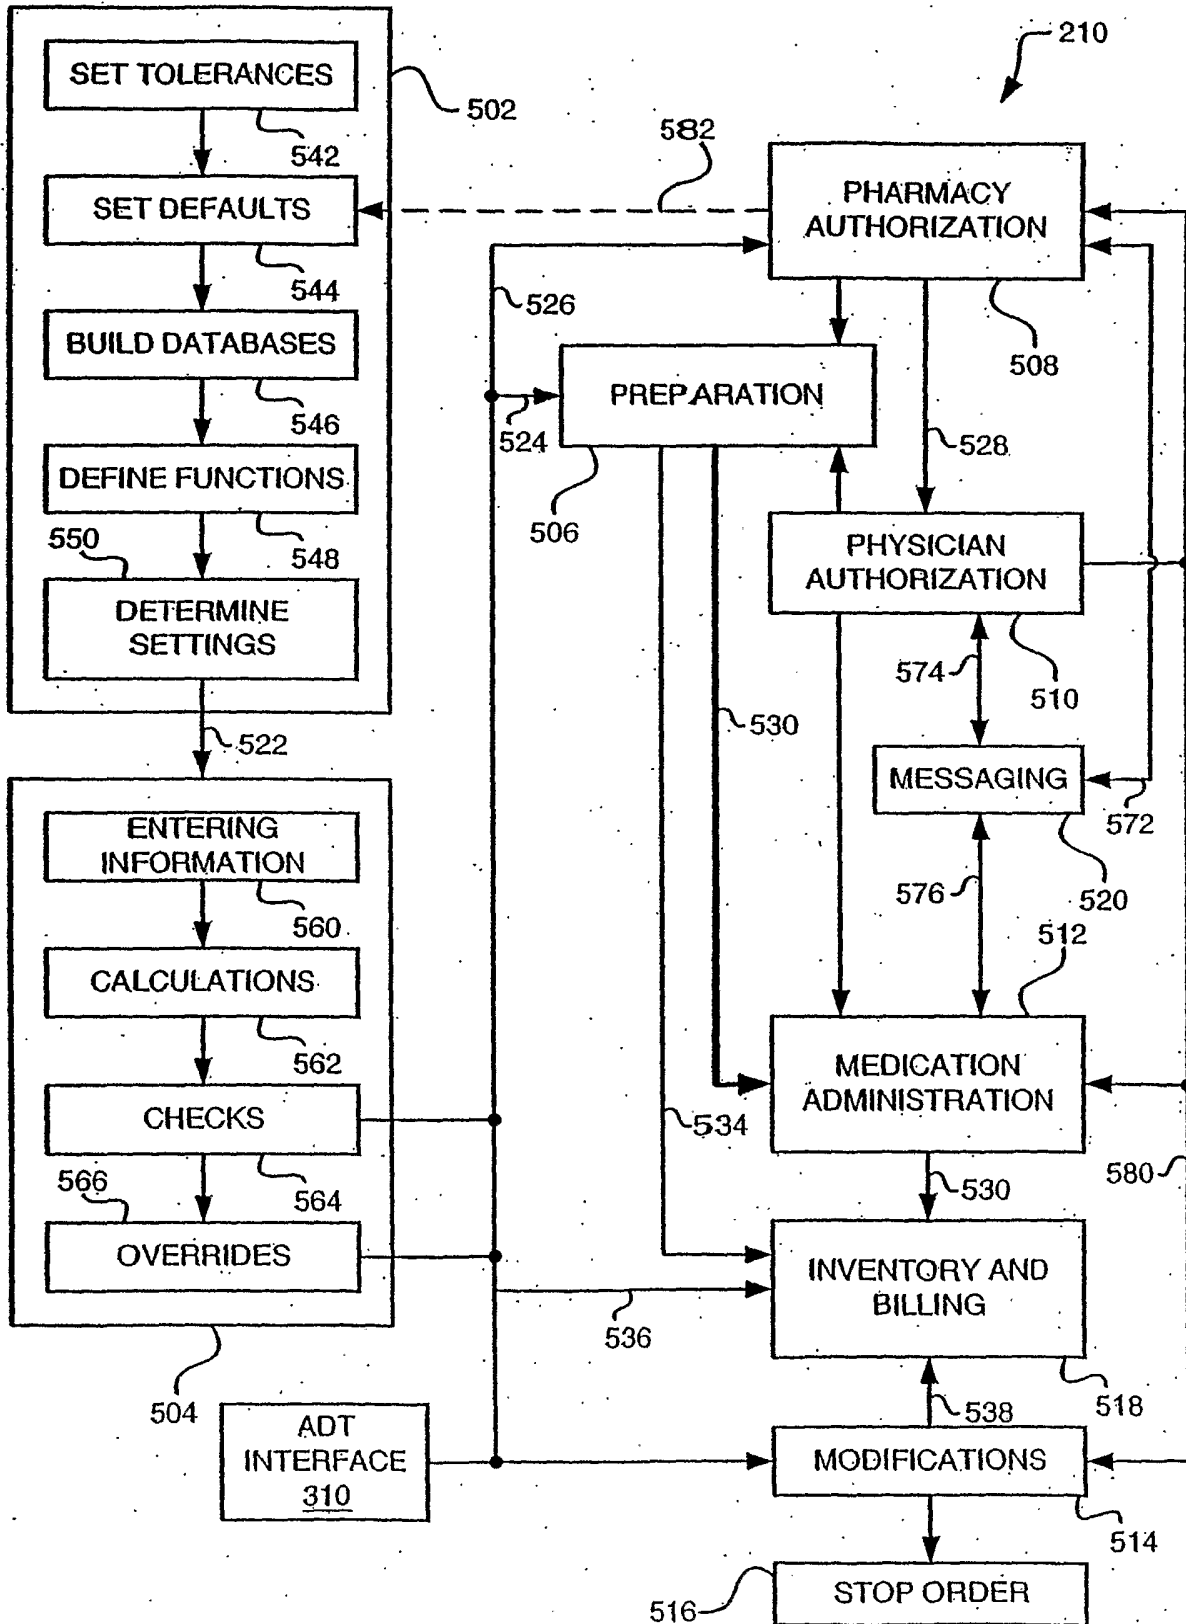 210
SET TOLERANCES
502
542
582
SET DEFAULTS
PHARMACY
AUTHORIZATION
544
526
BUILD DATABASES
508
PREPARATION
524
546
528
DEFINE FUNCTIONS
506
550
548
PHYSICIAN
AUTHORIZATION
DETERMINE
SETTINGS
574
510
530
522
MESSAGING
572
ENTERING
INFORMATION
576
520
560
512
CALCULATIONS
562
MEDICATION
ADMINISTRATION
CHECKS
534
580
566
564
530
OVERRIDES
INVENTORY AND
BILLING
536
504
518
538
ADT
INTERFACE
310
MODIFICATIONS
514
STOP ORDER
516